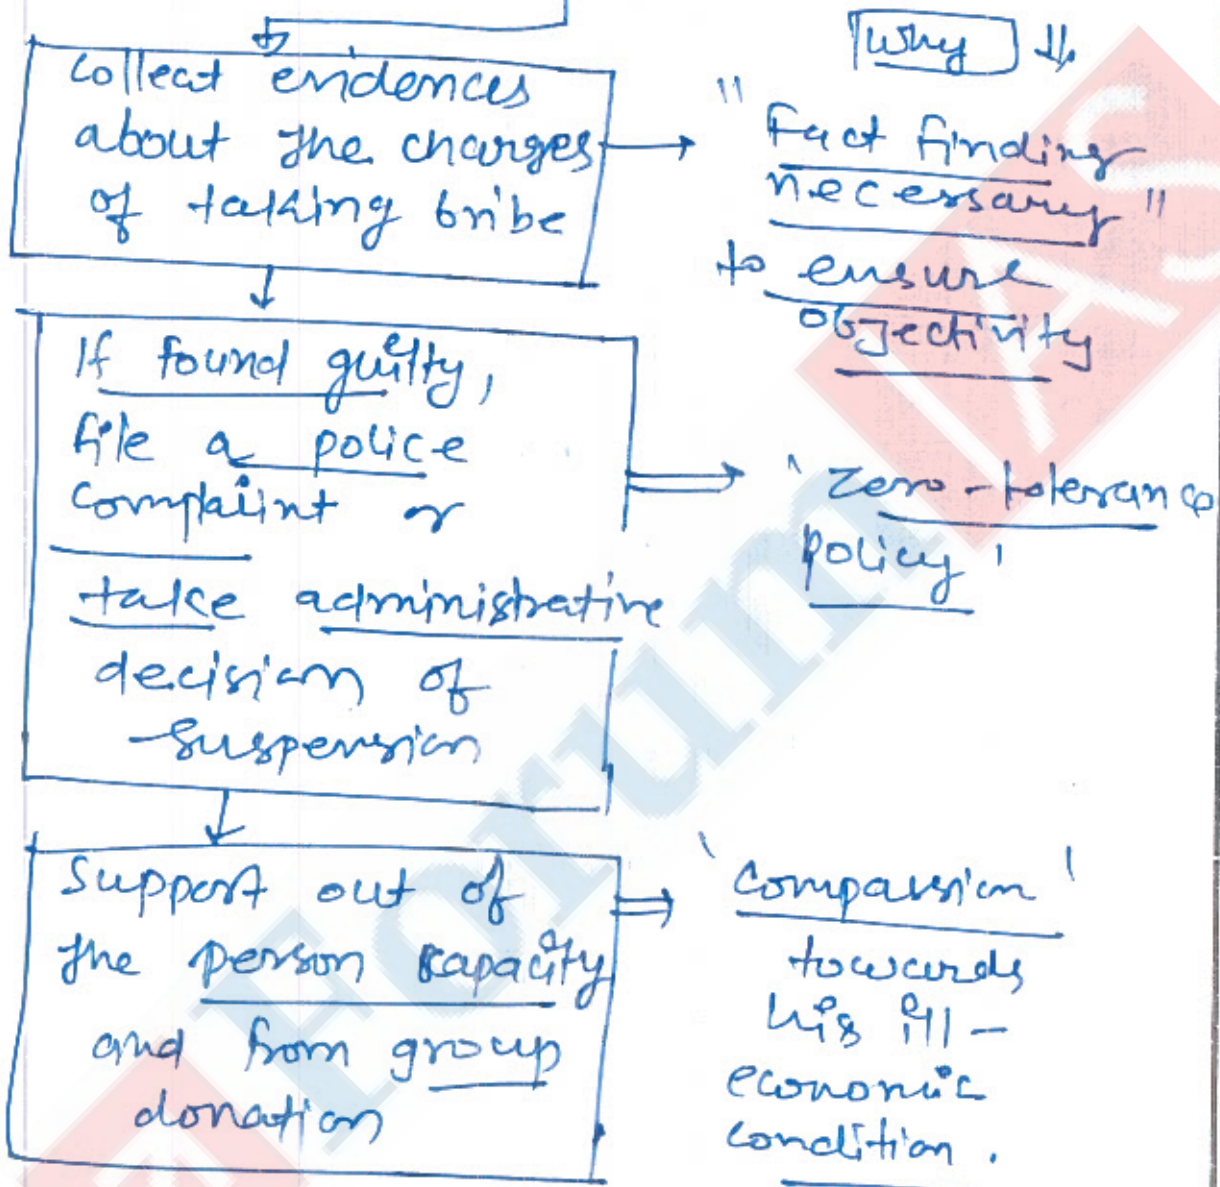 Why
Collect evidences
about the charges
of taking bribe
"Fact finding
necessary"
to ensure
objectivity
If found guilty,
file a police
Complaint or
take administrative
decision of
suspension
'Zero-tolerance
policy'
Support out of
the person capacity
and from group
donation
'compassion'
towards
his ill-
economic
condition.
Forum IAS